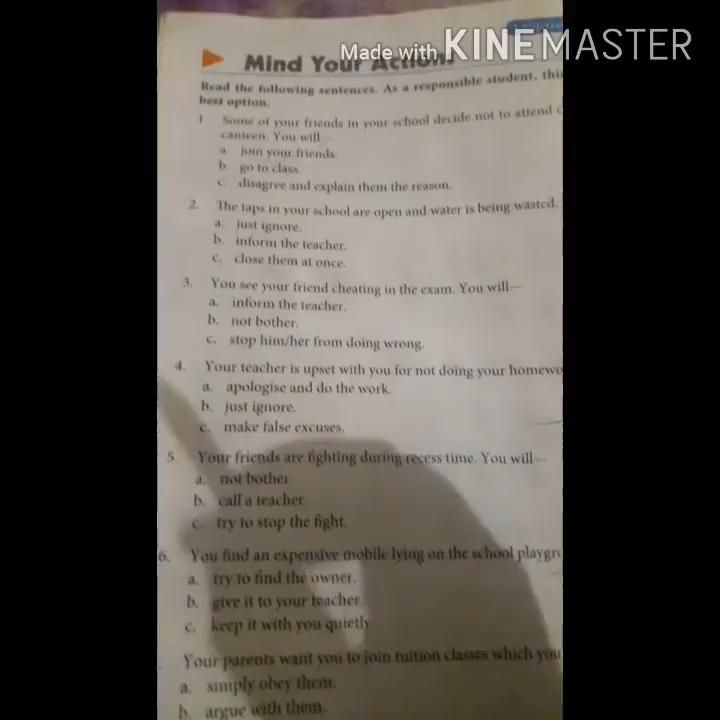 Made with KINEMASTER
Mind Your Actions
Read the following sentences. As a responsible student,
best option.
1 Some of your friends in your school decide not to attend
canteen. You will—
a. join your friends.
b. go to class.
c. disagree and explain them the reason.
2. The taps in your school are open and water is being wasted.
a. just ignore.
b. inform the teacher.
c. close them at once.
3. You see your friend cheating in the exam. You will—
a. inform the teacher.
b. not bother.
c. stop him/her from doing wrong.
4. Your teacher is upset with you for not doing your homewo
a. apologise and do the work.
b. just ignore.
c. make false excuses.
5. Your friends are fighting during recess time. You will—
a. not bother
b. call a teacher
c. try to stop the fight.
6. You find an expensive mobile lying on the school playgr
a. try to find the owner.
b. give it to your teacher.
c. keep it with you quietly
Your parents want you to join tuition classes which you
a. simply obey them.
b. argue with them.